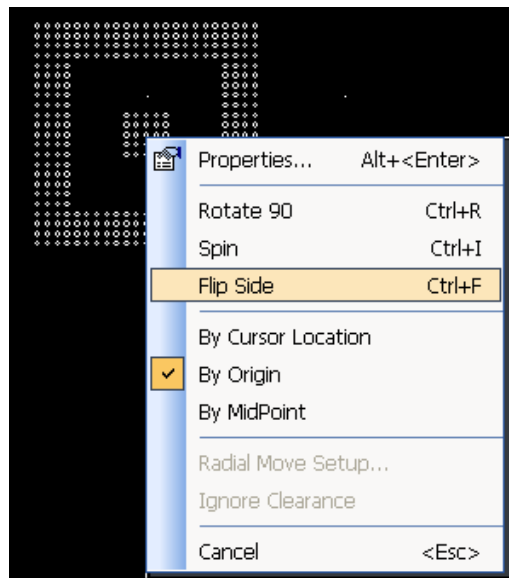 Properties... Alt+<Enter>
Rotate 90 Ctrl+R
Spin Ctrl+I
Flip Side Ctrl+F
By Cursor Location
By Origin
By MidPoint
Radial Move Setup...
Ignore Clearance
Cancel <Esc>